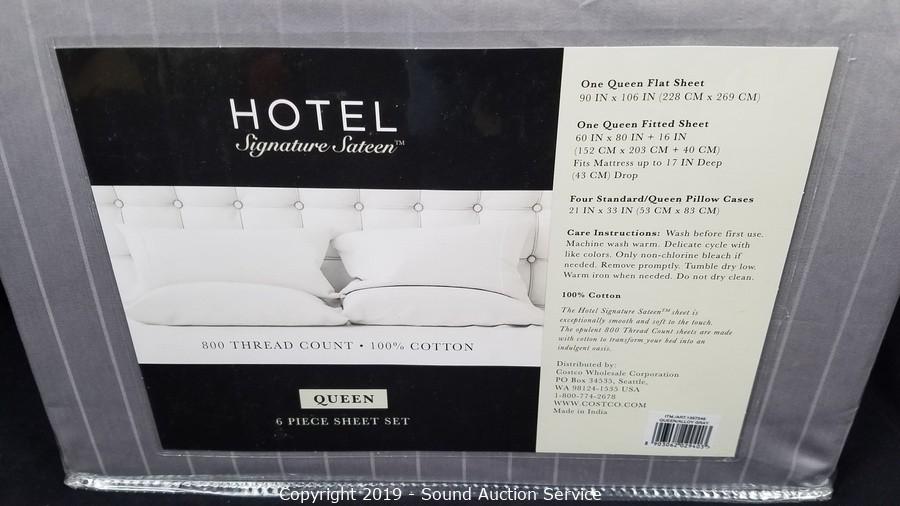 HOTEL
Signature Sateen™
800 THREAD COUNT • 100% COTTON
QUEEN
6 PIECE SHEET SET
One Queen Flat Sheet
90 IN x 106 IN (228 CM x 269 CM)
One Queen Fitted Sheet
60 IN x 80 IN + 16 IN
(152 CM x 203 CM + 40 CM)
Fits Mattress up to 17 IN Deep
(43 CM) Drop
Four Standard/Queen Pillow Cases
21 IN x 33 IN (53 CM x 83 CM)
Care Instructions: Wash before first use.
Machine wash warm. Delicate cycle with
like colors. Only non-chlorine bleach if
needed. Remove promptly. Tumble dry low.
Warm iron when needed. Do not dry clean.
100% Cotton
The Hotel Signature Sateen™ sheet is
exceptionally smooth and soft to the touch.
The opulent 800 Thread Count sheets are made
with cotton to transform your bed into an
indulgent oasis.
Distributed by:
Costco Wholesale Corporation
PO Box 34535, Seattle,
WA 98124-1535 USA
1-800-774-2678
WWW.COSTCO.COM
Made in India
QUEEN/ALLOY GRAY
8 903062 029403
Copyright 2019 - Sound Auction Service